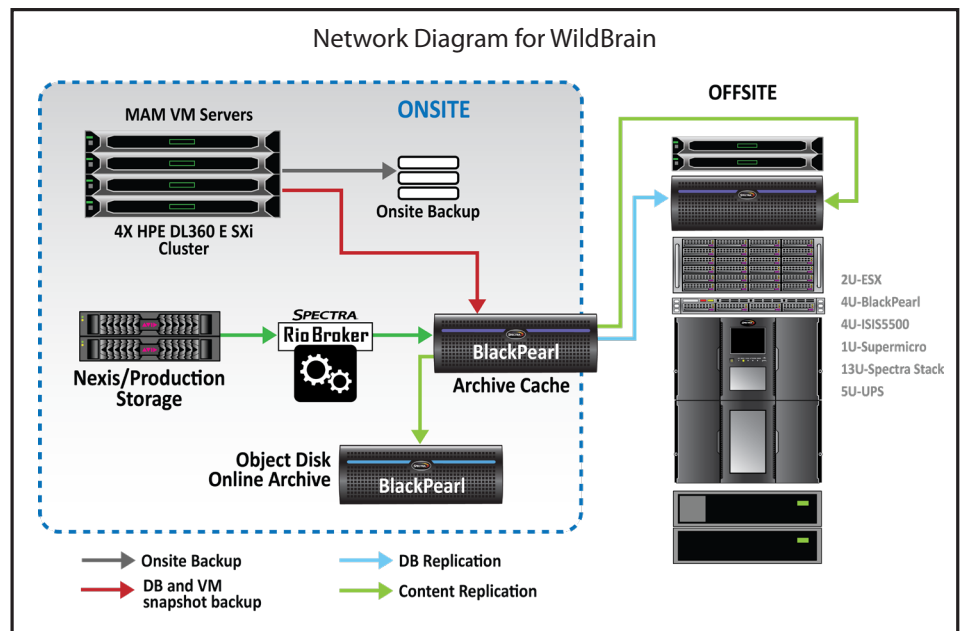 Network Diagram for WildBrain
ONSITE
OFFSITE
MAM VM Servers
4X HPE DL360 E SXi
Cluster
Onsite Backup
Nexis/Production
Storage
SPECTRA
RioBroker
BlackPearl
Archive Cache
Object Disk
Online Archive
BlackPearl
2U-ESX
4U-BlackPearl
4U-ISIS5500
1U-Supermicro
13U-Spectra Stack
5U-UPS
Onsite Backup
DB and VM
snapshot backup
DB Replication
Content Replication